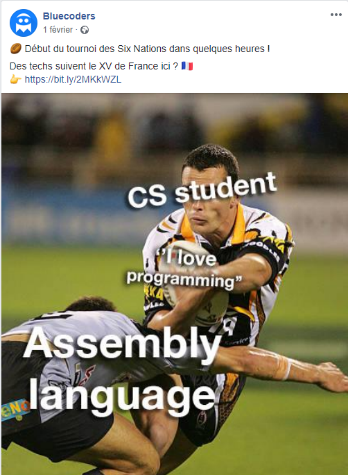 Bluecoders
1 février ·
🏉 Début du tournoi des Six Nations dans quelques heures !
Des techs suivent le XV de France ici ? 🇫🇷
👉 https://bit.ly/2MKkWZL
CS student
"I love
programming"
Assembly
language